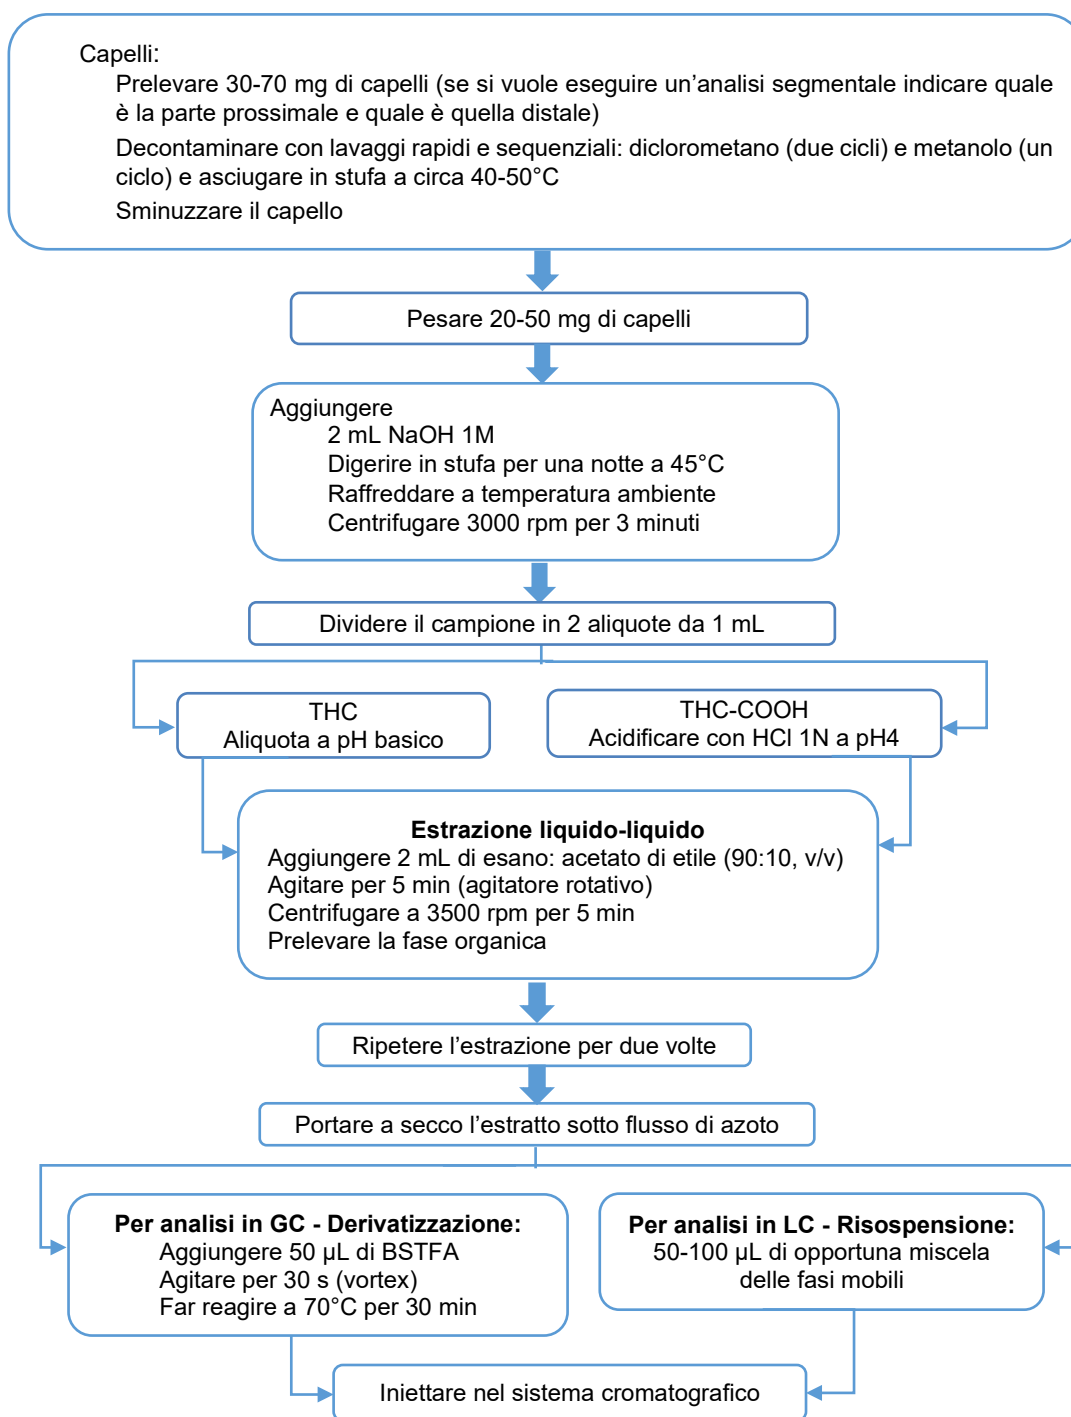 Capelli:
Prelevare 30-70 mg di capelli (se si vuole eseguire un'analisi segmentale indicare quale
è la parte prossimale e quale è quella distale)
Decontaminare con lavaggi rapidi e sequenziali: diclorometano (due cicli) e metanolo (un
ciclo) e asciugare in stufa a circa 40-50°C
Sminuzzare il capello
Pesare 20-50 mg di capelli
Aggiungere
2 mL NaOH 1M
Digerire in stufa per una notte a 45°C
Raffreddare a temperatura ambiente
Centrifugare 3000 rpm per 3 minuti
Dividere il campione in 2 aliquote da 1 mL
THC
Aliquota a pH basico
THC-COOH
Acidificare con HCl 1N a pH4
Estrazione liquido-liquido
Aggiungere 2 mL di esano: acetato di etile (90:10, v/v)
Agitare per 5 min (agitatore rotativo)
Centrifugare a 3500 rpm per 5 min
Prelevare la fase organica
Ripetere l'estrazione per due volte
Portare a secco l'estratto sotto flusso di azoto
Per analisi in GC - Derivatizzazione:
Aggiungere 50 µL di BSTFA
Agitare per 30 s (vortex)
Far reagire a 70°C per 30 min
Per analisi in LC - Risospensione:
50-100 µL di opportuna miscela
delle fasi mobili
Iniettare nel sistema cromatografico